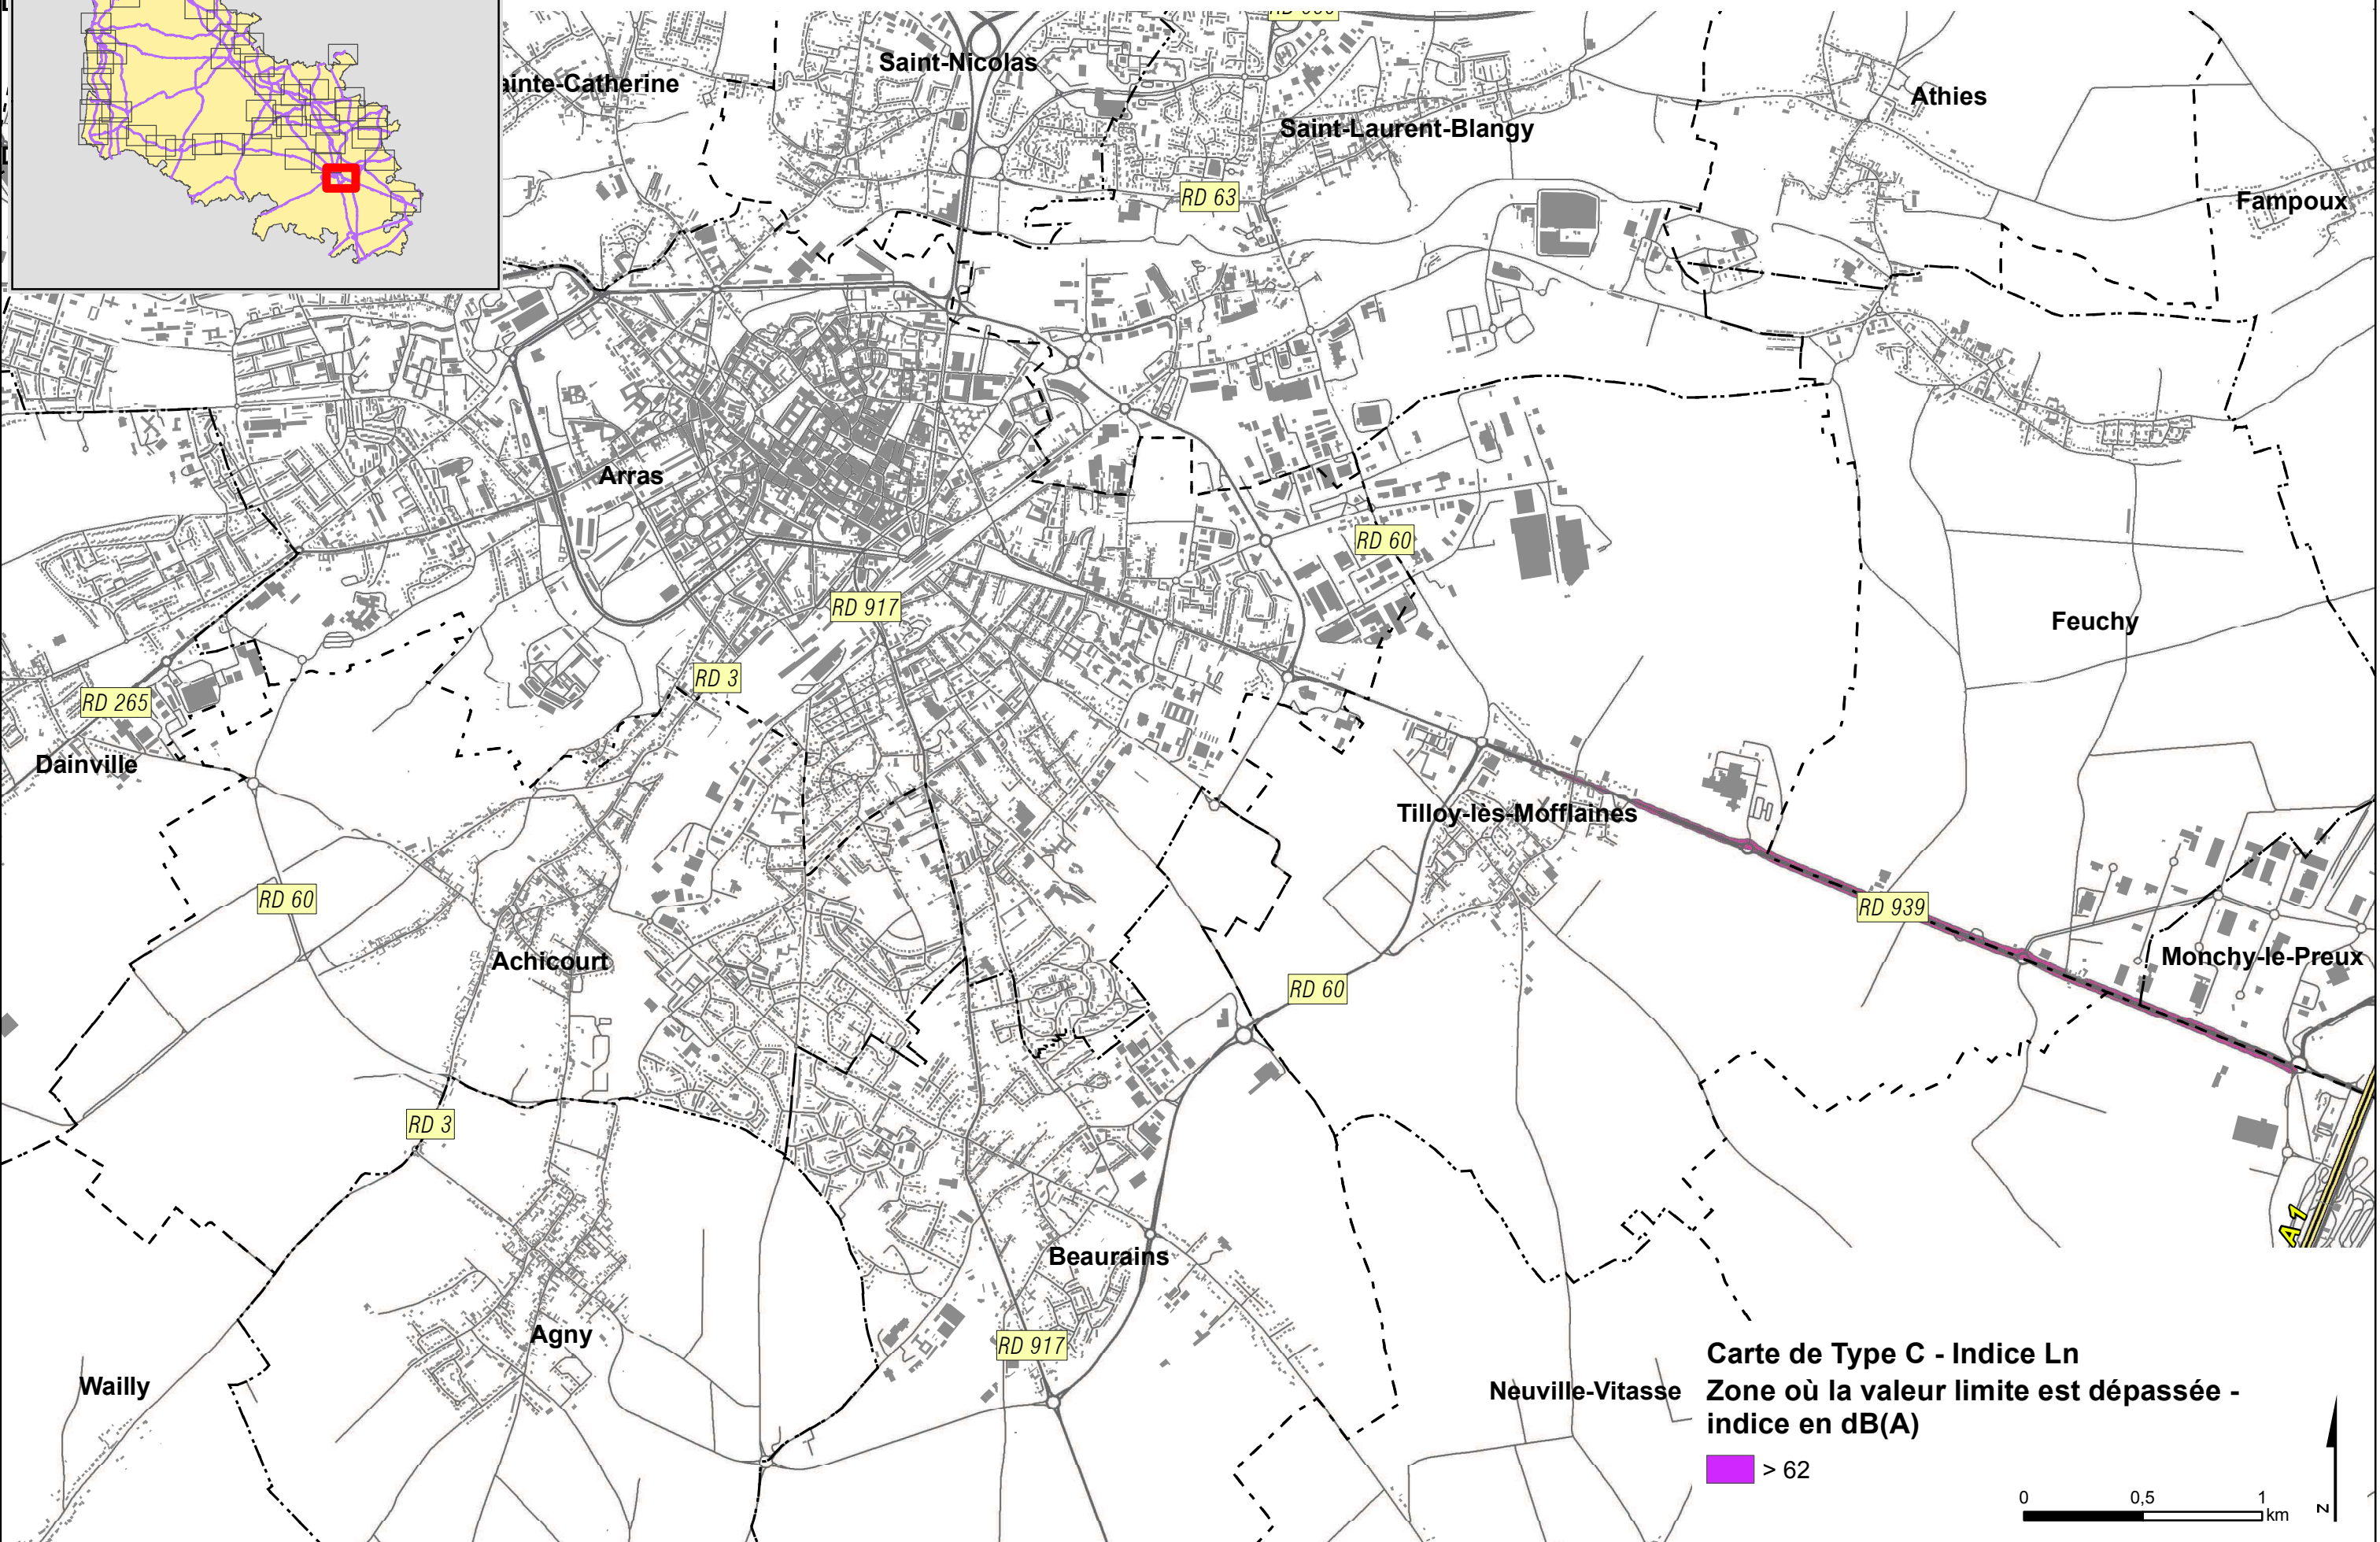 Saint-Nicolas
ainte-Catherine
Athies
Saint-Laurent-Blangy
RD 63
Fampoux
Arras
RD 60
RD 917
Feuchy
RD 3
RD 265
Dainville
Tilloy-lès-Mofflaines
RD 60
RD 939
Achicourt
Monchy-le-Preux
RD 60
RD 3
A1
Beaurains
Agny
RD 917
Wailly
Neuville-Vitasse
Carte de Type C - Indice Ln
Zone où la valeur limite est dépassée -
indice en dB(A)
> 62
0 0,5 1
km
N